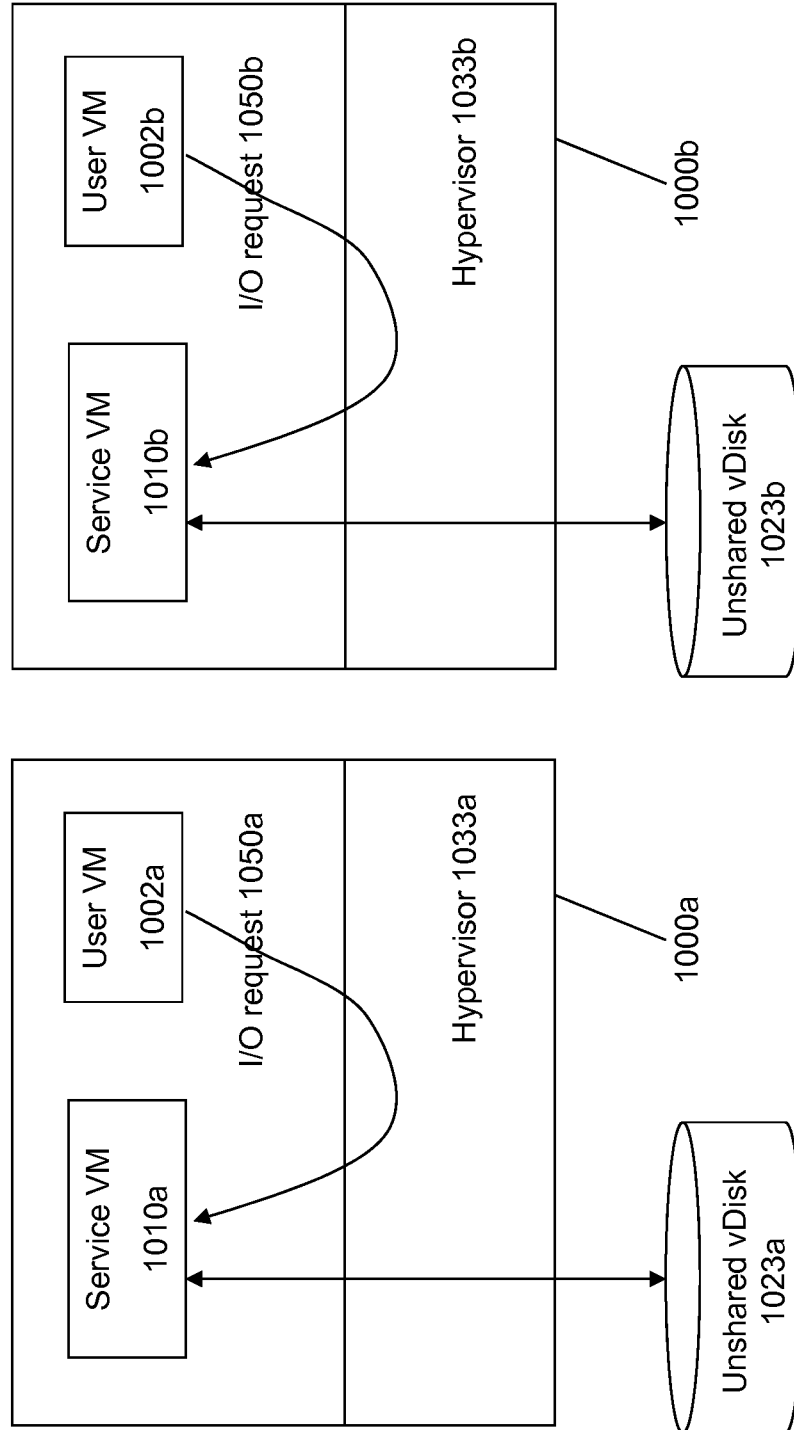 Service VM
1010a
User VM
1002a
I/O request 1050a
Hypervisor 1033a
1000a
Unshared vDisk
1023a
Service VM
1010b
User VM
1002b
I/O request 1050b
Hypervisor 1033b
1000b
Unshared vDisk
1023b